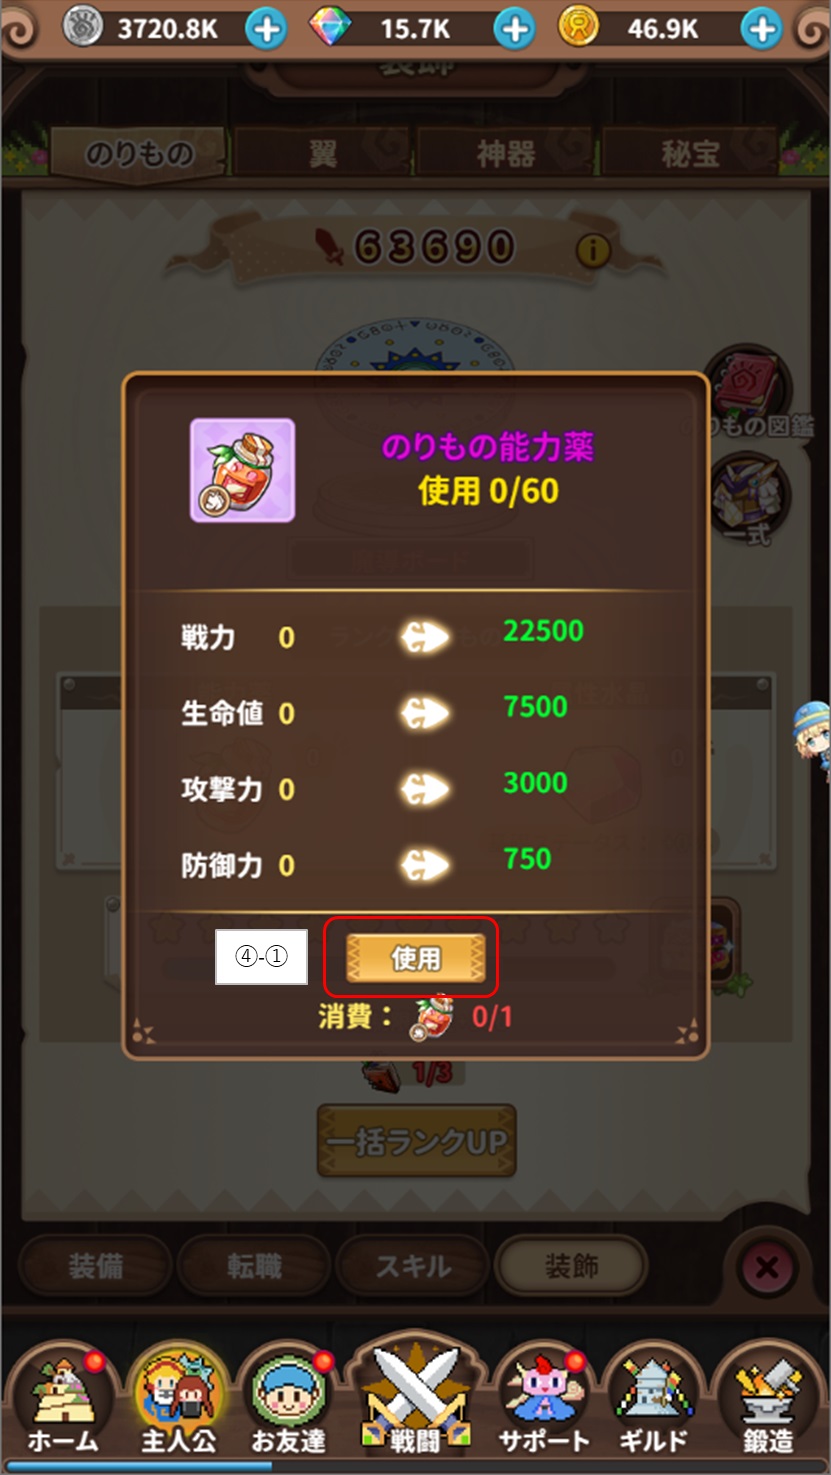 3720.8K 15.7K 46.9K
装飾
のりもの 翼 神器 秘宝
63690
のりもの図鑑
一式
のりもの能力薬
使用 0/60
戦力 0 22500
生命値 0 7500
攻撃力 0 3000
防御力 0 750
④-① 使用
消費： 0/1
1/3
一括ランクUP
装備 転職 スキル 装飾
ホーム 主人公 お友達 戦闘 サポート ギルド 鍛造